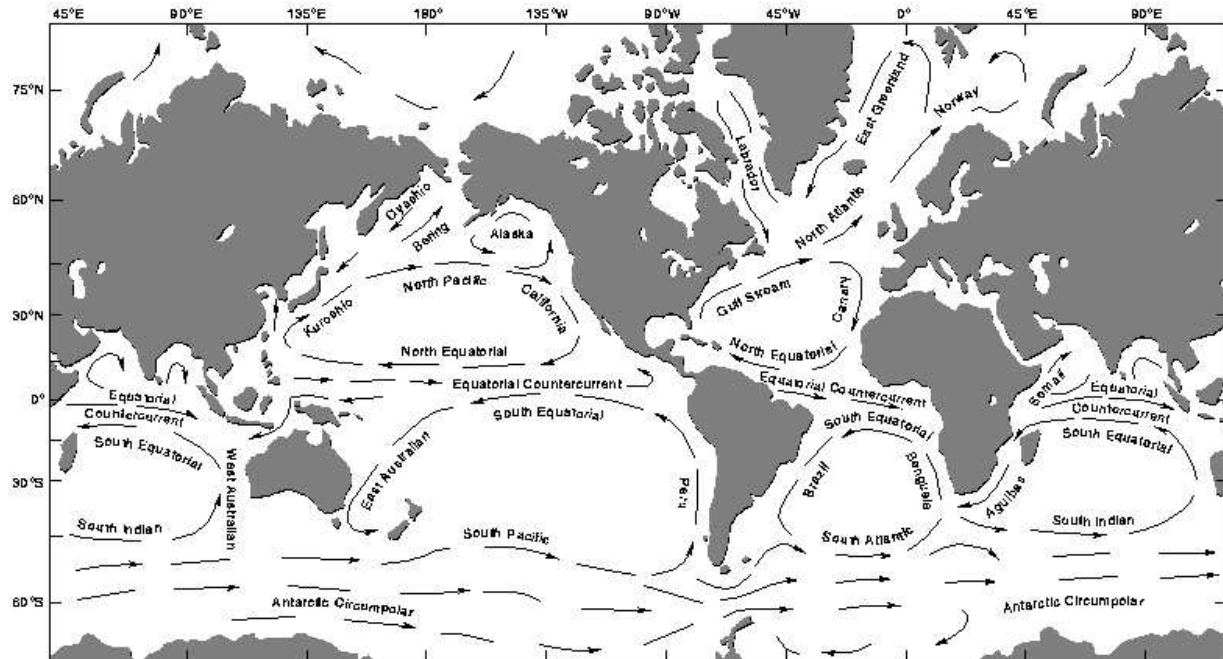 45°E 90°E 135°E 180° 135°W 90°W 45°W 0° 45°E 90°E
75°N
60°N
30°N
0°
30°S
60°S
East Greenland
Norway
Labrador
Oyashio
Bering
Alaska
North Atlantic
North Pacific
Kuroshio
California
Gulf Stream
Canary
North Equatorial
North Equatorial
Equatorial Countercurrent
Equatorial Countercurrent
Somali
Equatorial
Countercurrent
South Equatorial
Equatorial
Countercurrent
South Equatorial
South Equatorial
South Equatorial
West Australian
East Australian
Peru
Brazil
Benguela
Agulhas
South Indian
South Pacific
South Atlantic
South Indian
Antarctic Circumpolar
Antarctic Circumpolar